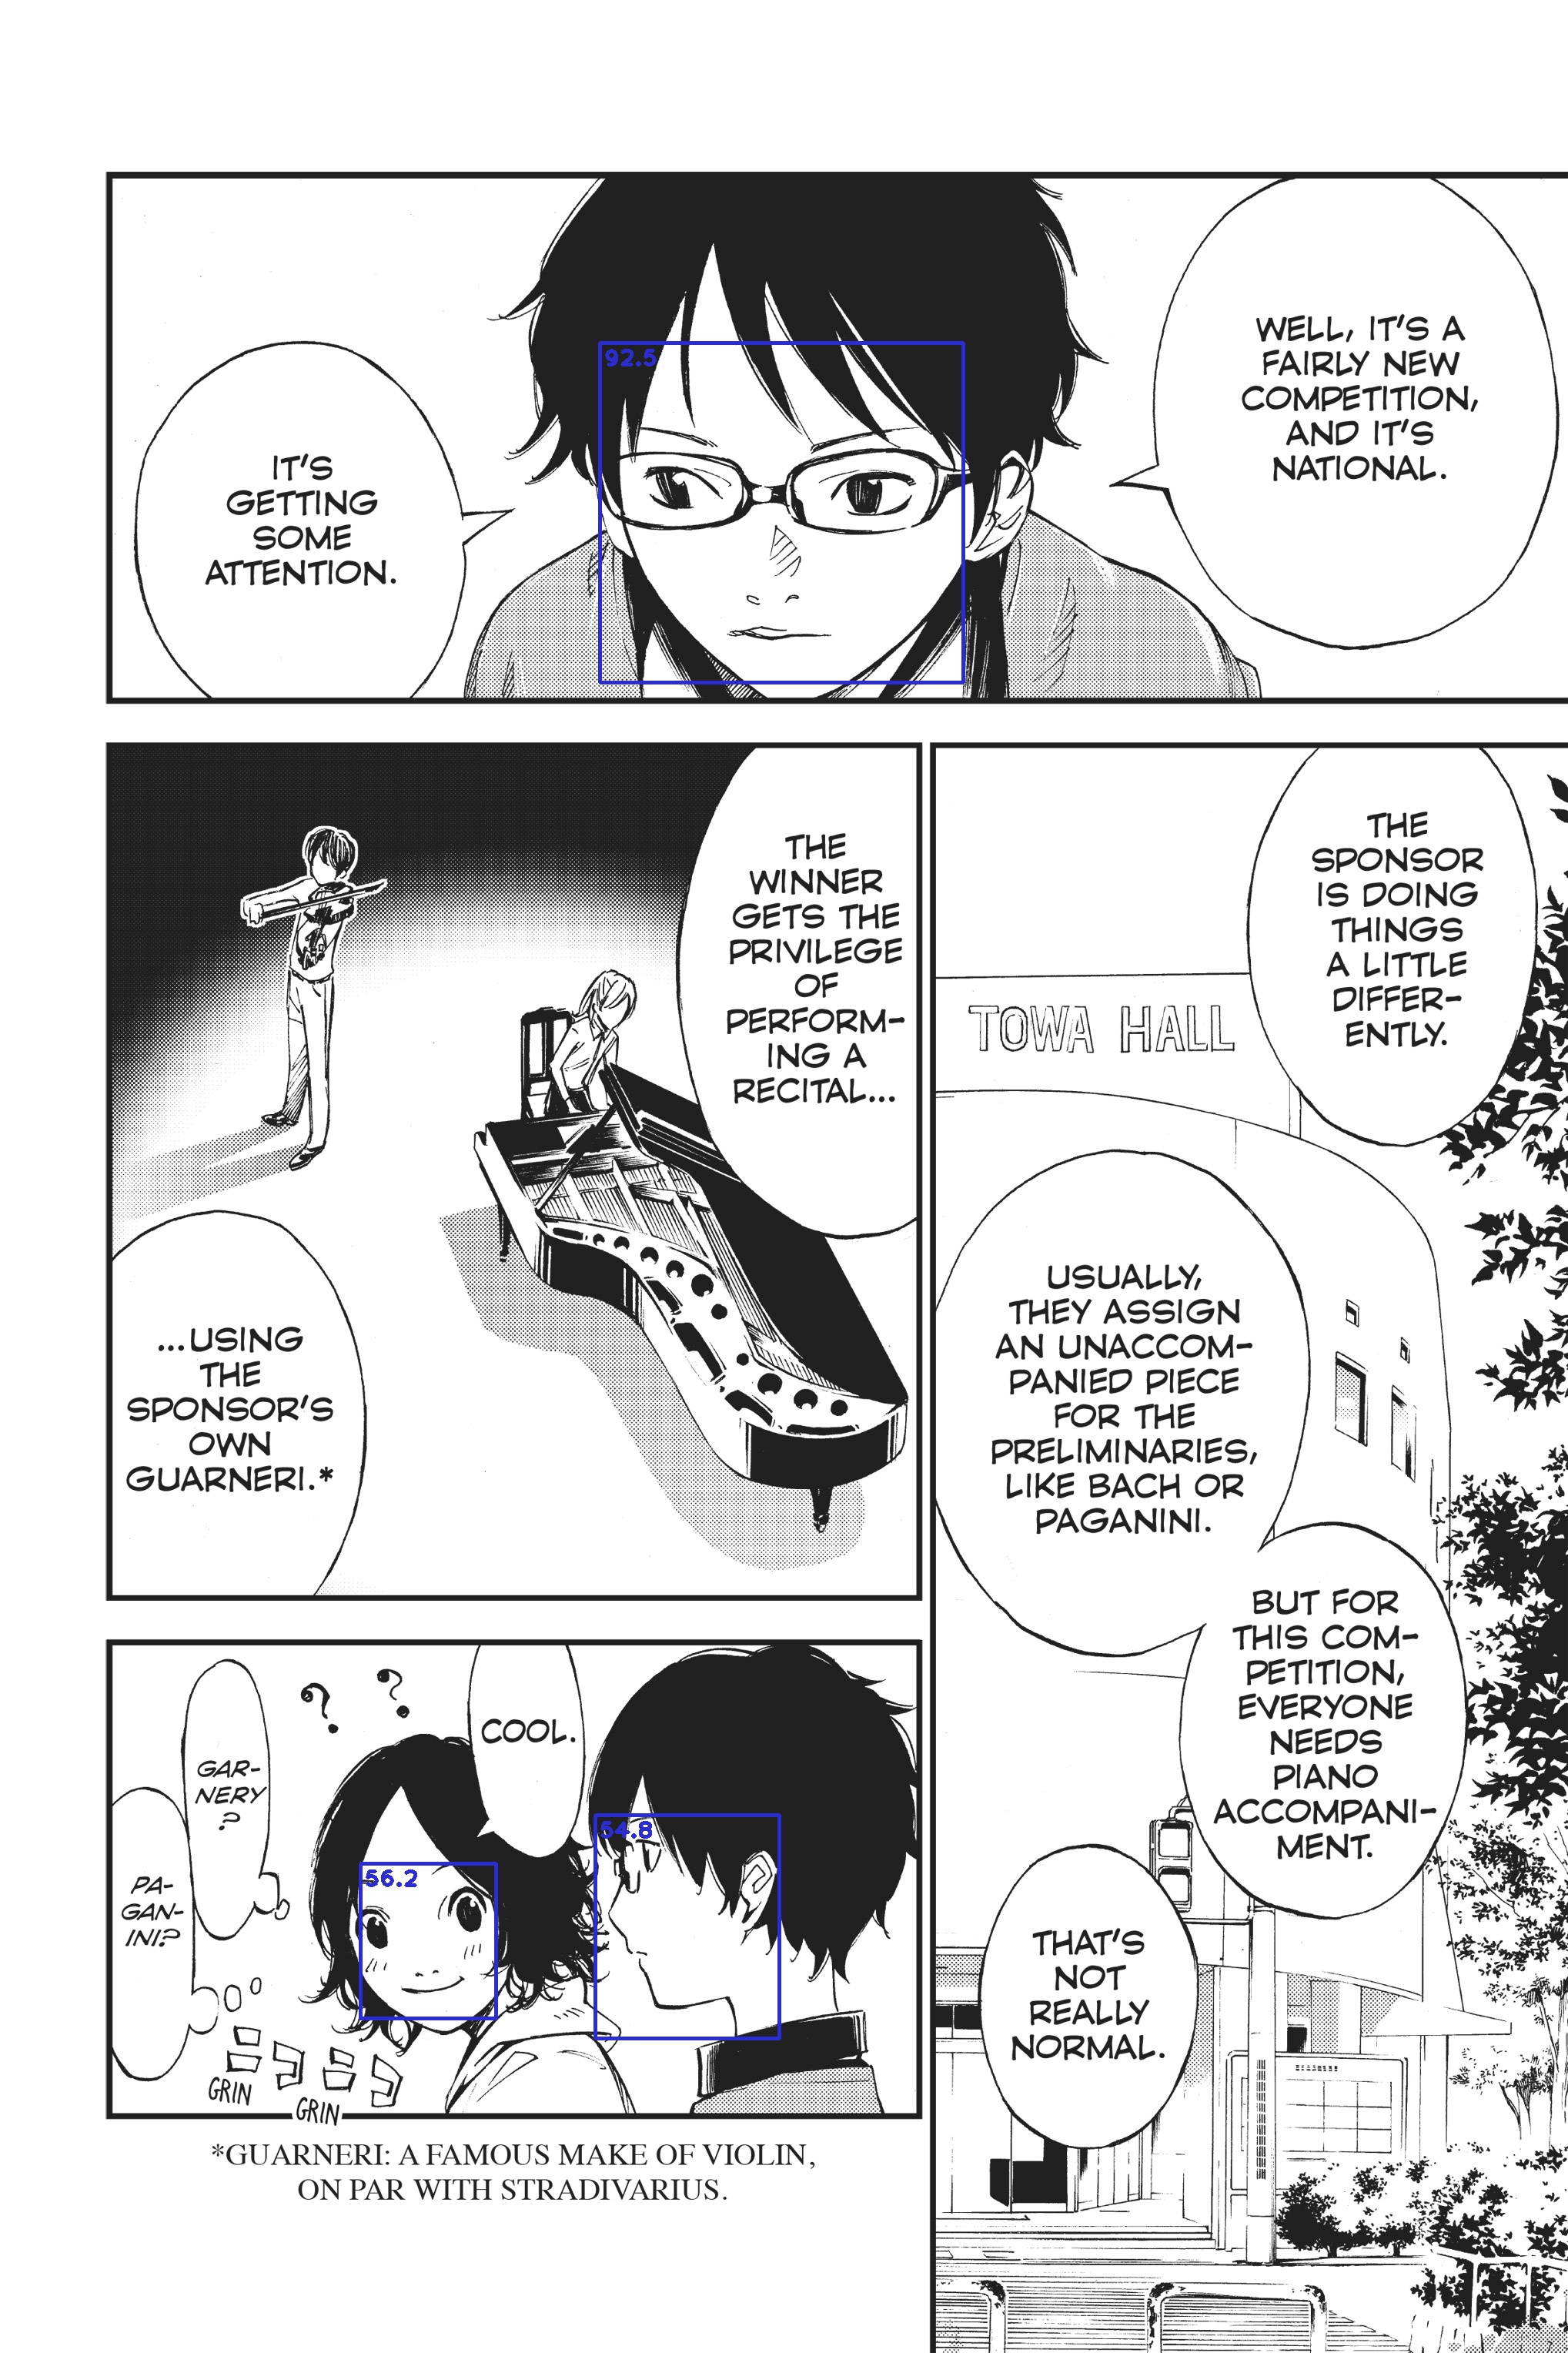 WELL, IT'S A
FAIRLY NEW
COMPETITION,
AND IT'S
NATIONAL.
92.5
IT'S
GETTING
SOME
ATTENTION.
THE
SPONSOR
IS DOING
THINGS
A LITTLE
DIFFER-
ENTLY.
TOWA HALL
USUALLY,
THEY ASSIGN
AN UNACCOM-
PANIED PIECE
FOR THE
PRELIMINARIES,
LIKE BACH OR
PAGANINI.
BUT FOR
THIS COM-
PETITION,
EVERYONE
NEEDS
PIANO
ACCOMPANI-
MENT.
THAT'S
NOT
REALLY
NORMAL.
THE
WINNER
GETS THE
PRIVILEGE
OF
PERFORM-
ING A
RECITAL...
...USING
THE
SPONSOR'S
OWN
GUARNERI.*
COOL.
54.8
56.2
GAR-
NERY
?
PA-
GAN-
INI?
? ?
ニコ ニコ
GRIN
GRIN
*GUARNERI: A FAMOUS MAKE OF VIOLIN,
ON PAR WITH STRADIVARIUS.